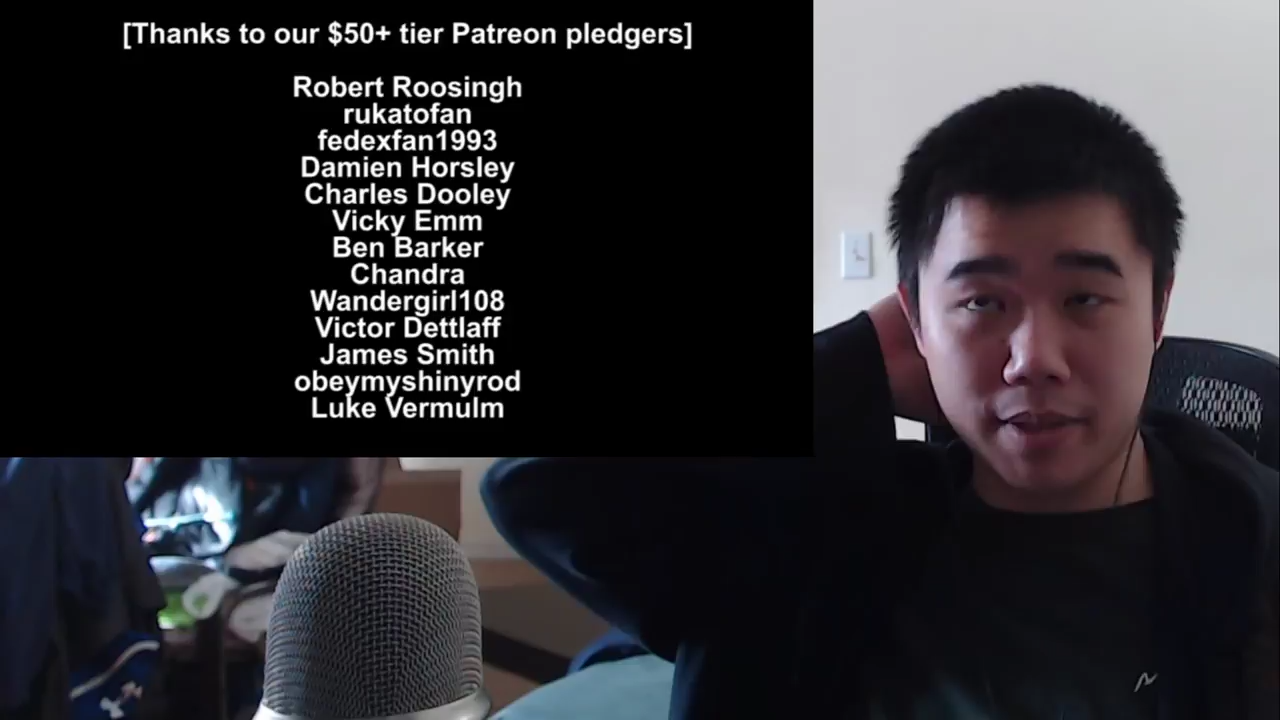 [Thanks to our $50+ tier Patreon pledgers]
Robert Roosingh
rukatofan
fedexfan1993
Damien Horsley
Charles Dooley
Vicky Emm
Ben Barker
Chandra
Wandergirl108
Victor Dettlaff
James Smith
obeymyshinyrod
Luke Vermulm